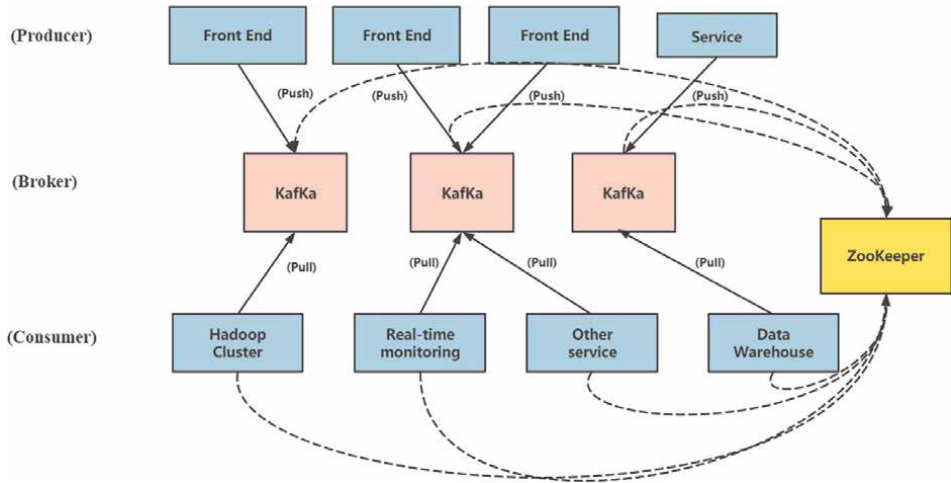 (Producer)
Front End
Front End
Front End
Service
(Push)
(Push)
(Push)
(Push)
(Broker)
KafKa
KafKa
KafKa
ZooKeeper
(Pull)
(Pull)
(Pull)
(Pull)
(Consumer)
Hadoop
Cluster
Real-time
monitoring
Other
service
Data
Warehouse